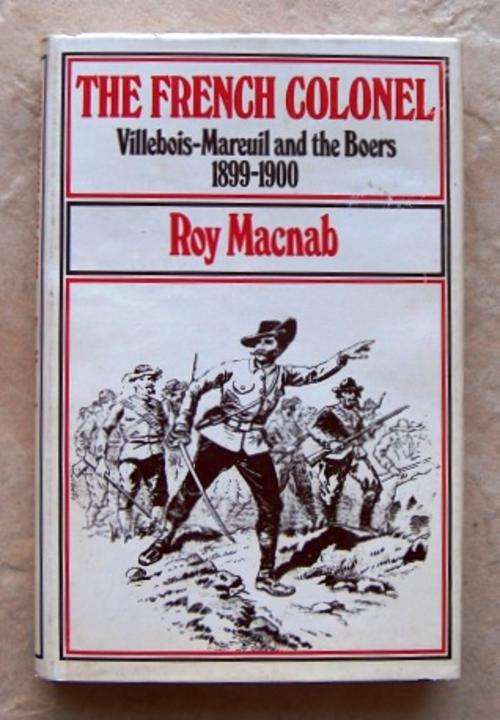 THE FRENCH COLONEL
Villebois-Mareuil and the Boers
1899-1900
Roy Macnab